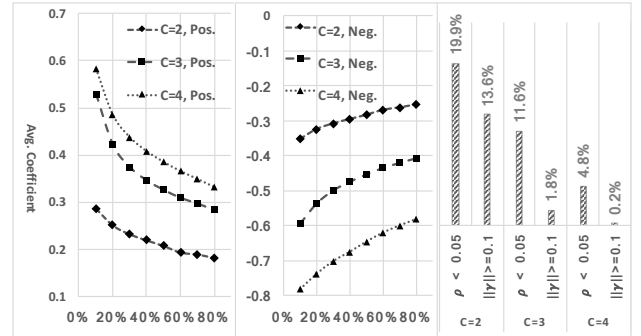 0.7
0.6
0.5
0.4
0.3
0.2
0.1
Avg. Coefficient
C=2, Pos.
C=3, Pos.
C=4, Pos.
0% 20% 40% 60% 80%
-0
-0.1
-0.2
-0.3
-0.4
-0.5
-0.6
-0.7
-0.8
C=2, Neg.
C=3, Neg.
C=4, Neg.
0% 20% 40% 60% 80%
19.9%
13.6%
11.6%
1.8%
4.8%
0.2%
ρ < 0.05
||γ||>=0.1
ρ < 0.05
||γ||>=0.1
ρ < 0.05
||γ||>=0.1
C=2 C=3 C=4